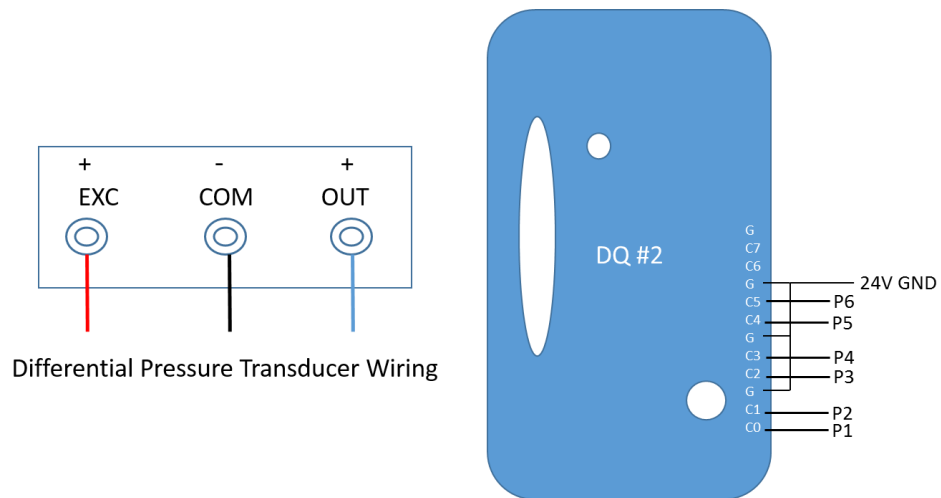 + - +
EXC COM OUT
Differential Pressure Transducer Wiring
DQ #2
G
C7
C6
G 24V GND
C5 P6
C4 P5
G
C3 P4
C2 P3
G
C1 P2
C0 P1